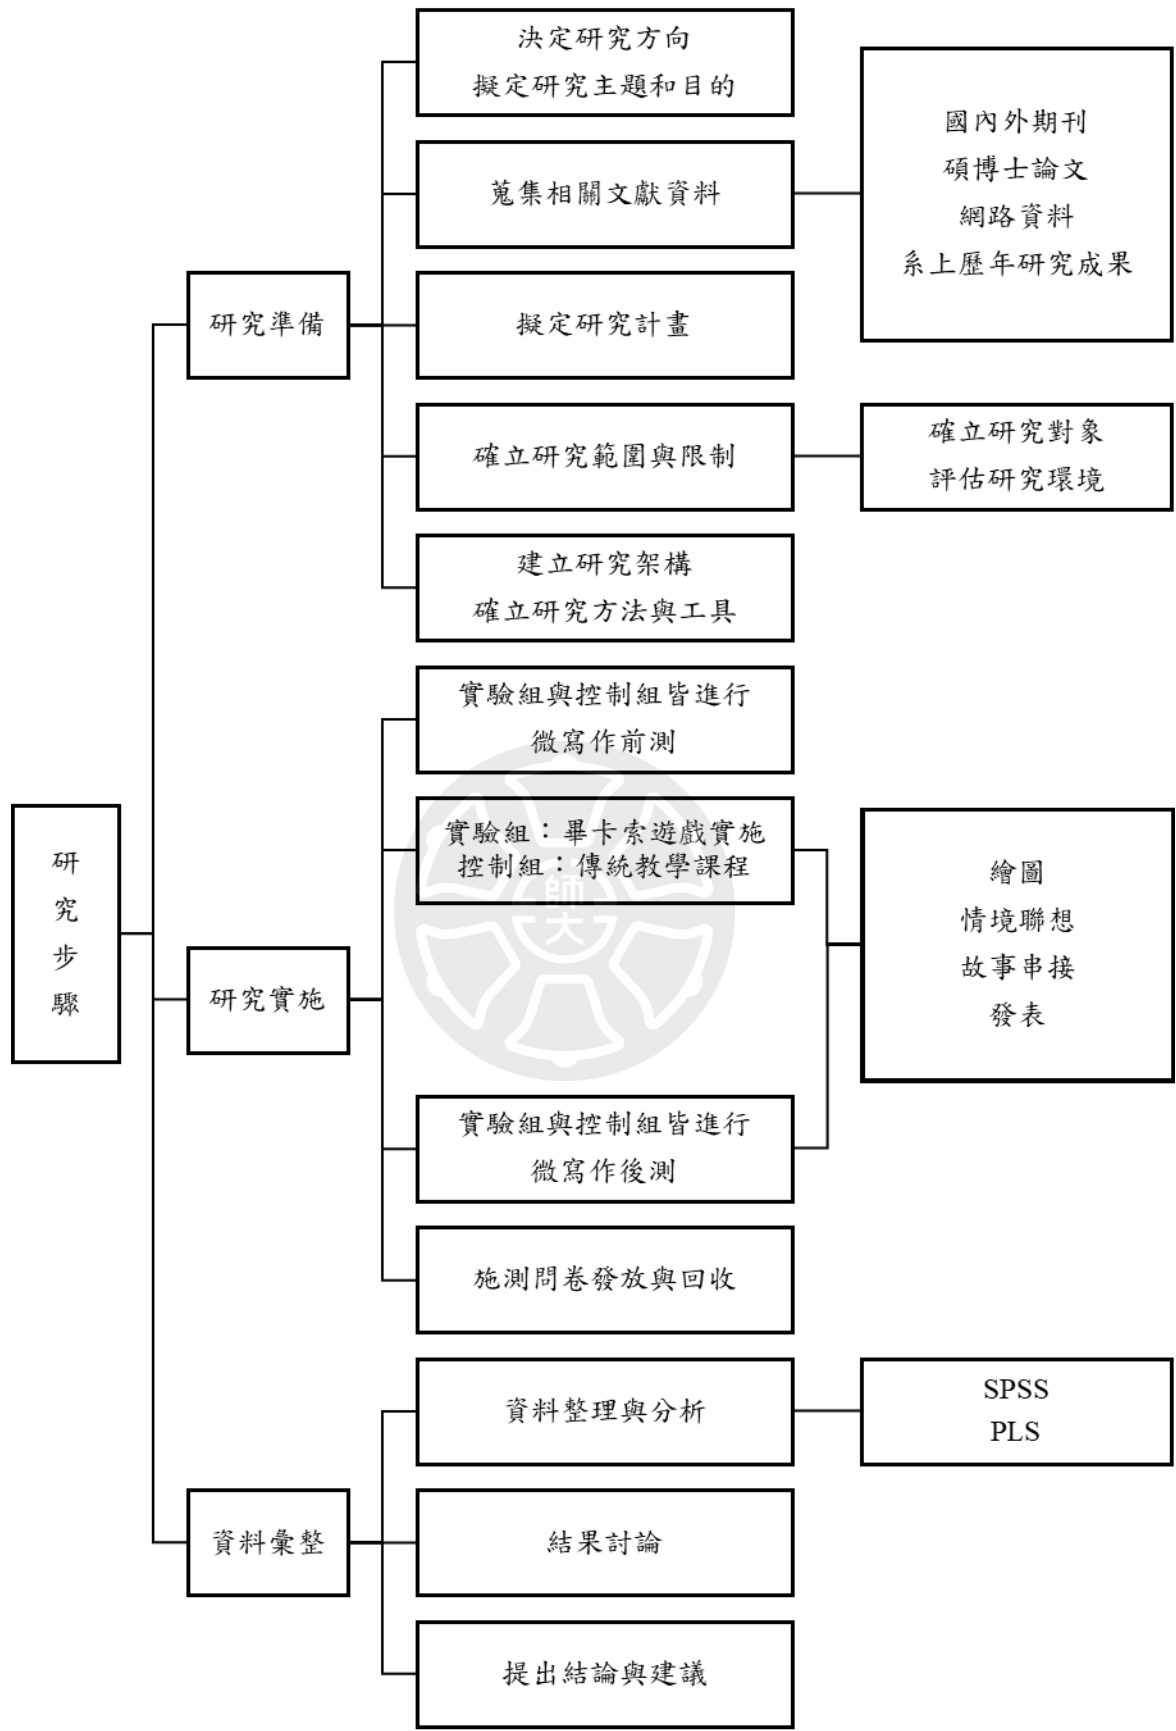 研究步驟
研究準備
決定研究方向
擬定研究主題和目的
蒐集相關文獻資料
國內外期刊
碩博士論文
網路資料
系上歷年研究成果
擬定研究計畫
確立研究範圍與限制
確立研究對象
評估研究環境
建立研究架構
確立研究方法與工具
研究實施
實驗組與控制組皆進行
微寫作前測
實驗組：畢卡索遊戲實施
控制組：傳統教學課程
繪圖
情境聯想
故事串接
發表
實驗組與控制組皆進行
微寫作後測
施測問卷發放與回收
資料彙整
資料整理與分析
SPSS
PLS
結果討論
提出結論與建議
師大